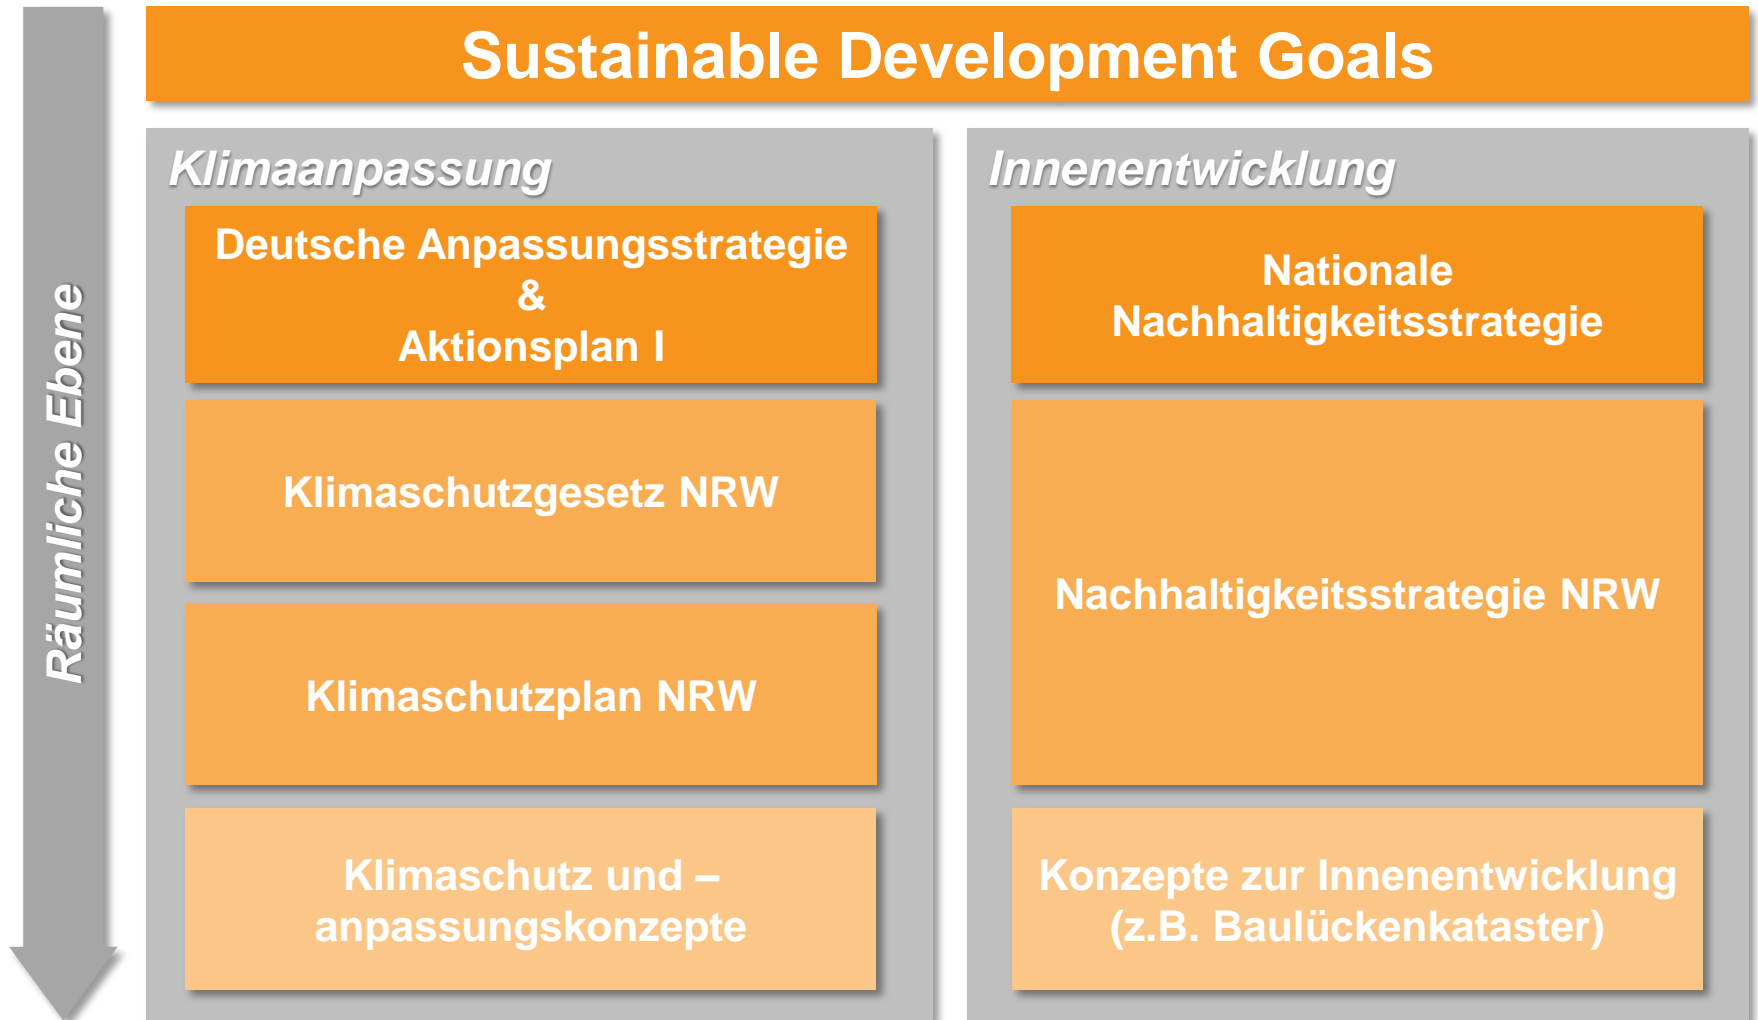 Sustainable Development Goals
Räumliche Ebene
Klimaanpassung
Deutsche Anpassungsstrategie
&
Aktionsplan I
Klimaschutzgesetz NRW
Klimaschutzplan NRW
Klimaschutz und –
anpassungskonzepte
Innenentwicklung
Nationale
Nachhaltigkeitsstrategie
Nachhaltigkeitsstrategie NRW
Konzepte zur Innenentwicklung
(z.B. Baulückenkataster)